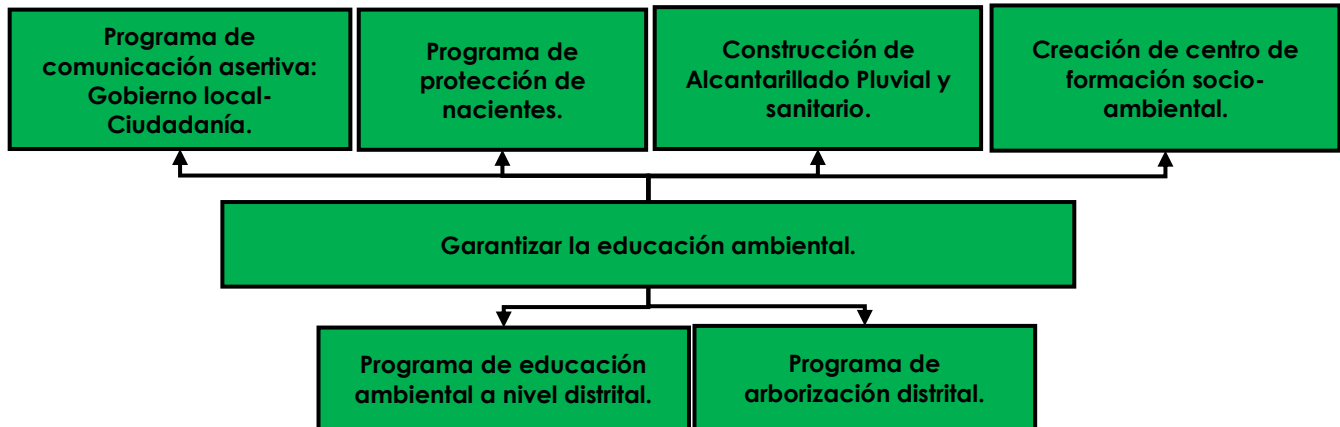 Programa de
comunicación asertiva:
Gobierno local-
Ciudadanía.
Programa de
protección de
nacientes.
Construcción de
Alcantarillado Pluvial y
sanitario.
Creación de centro de
formación socio-
ambiental.
Garantizar la educación ambiental.
Programa de educación
ambiental a nivel distrital.
Programa de
arborización distrital.